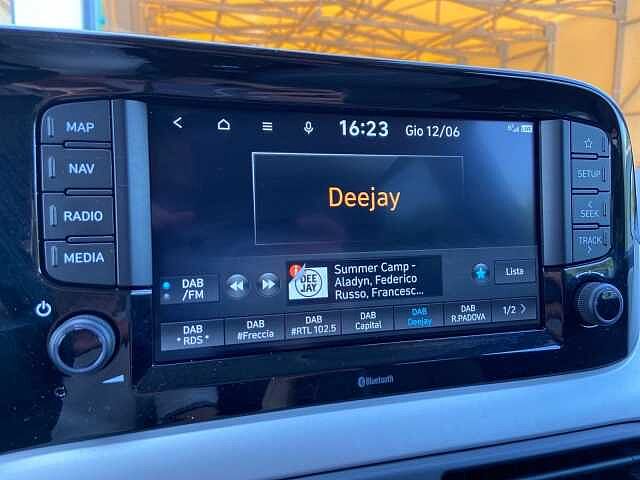 16:23 Gio 12/06
MAP
NAV
RADIO
MEDIA
SETUP
SEEK
TRACK
Deejay
DAB
/FM
DEE
JAY
Summer Camp -
Aladyn, Federico
Russo, Francesc...
Lista
DAB
* RDS *
DAB
#Freccia
DAB
#RTL 102.5
DAB
Capital
DAB
Deejay
DAB
R.PADOVA
1/2
Bluetooth